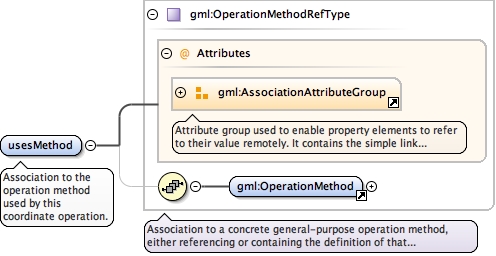 gml:OperationMethodRefType
@ Attributes
gml:AssociationAttributeGroup
Attribute group used to enable property elements to refer
to their value remotely. It contains the simple link...
usesMethod
Association to the
operation method
used by this
coordinate operation.
gml:OperationMethod
Association to a concrete general-purpose operation method,
either referencing or containing the definition of that...